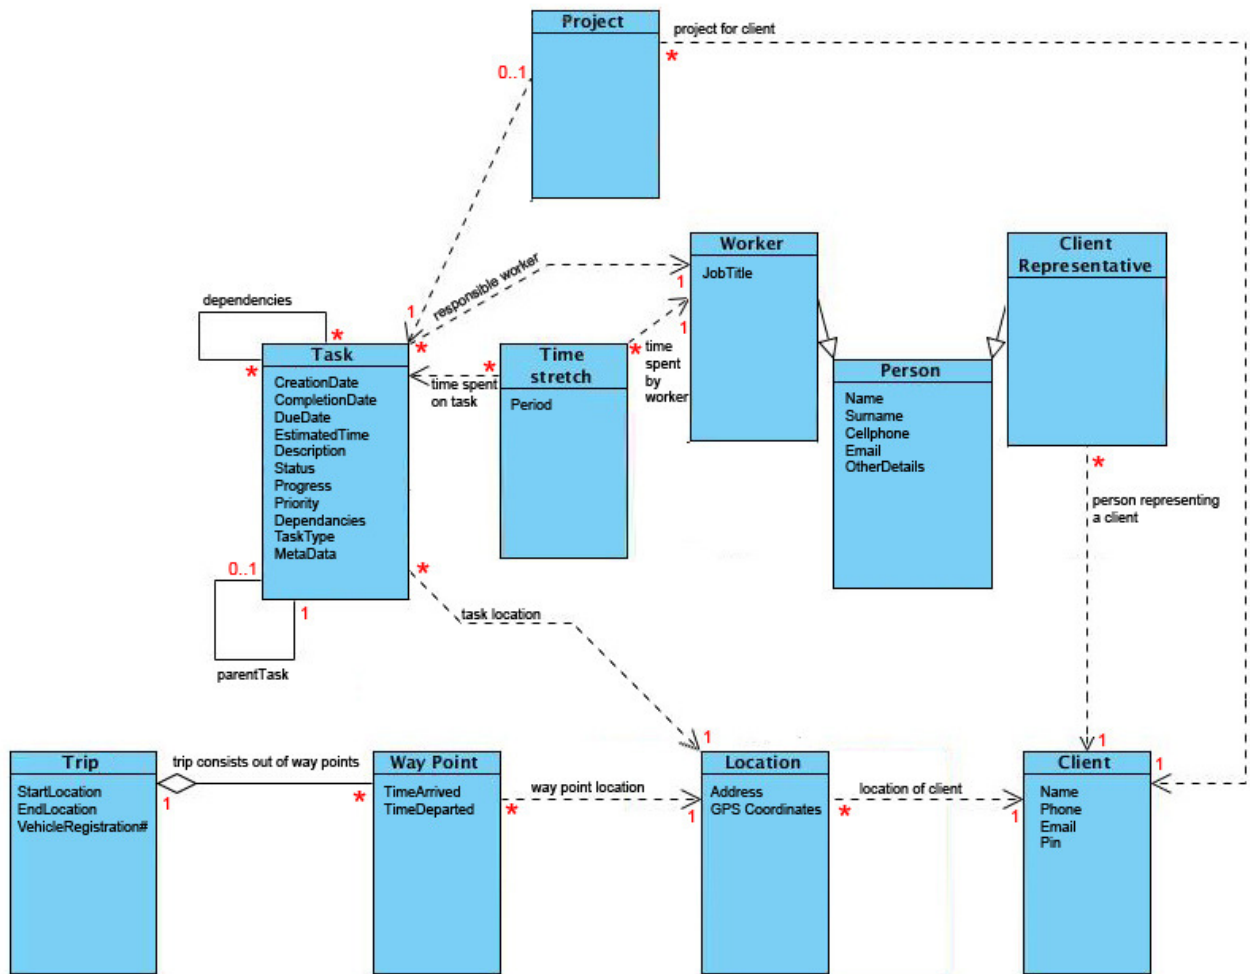 Project
project for client
*
0..1
Worker
JobTitle
Client
Representative
responsible worker
1
1
dependencies
*
*
*
Task
CreationDate
CompletionDate
DueDate
EstimatedTime
Description
Status
Progress
Priority
Dependancies
TaskType
MetaData
*
time spent
on task
Time
stretch
Period
*
1
time
spent
by
worker
Person
Name
Surname
Cellphone
Email
OtherDetails
*
person representing
a client
0..1
1
parentTask
*
task location
1
1
1
Trip
StartLocation
EndLocation
VehicleRegistration#
trip consists out of way points
1
*
Way Point
TimeArrived
TimeDeparted
way point location
*
1
Location
Address
GPS Coordinates
location of client
*
1
Client
Name
Phone
Email
Pin